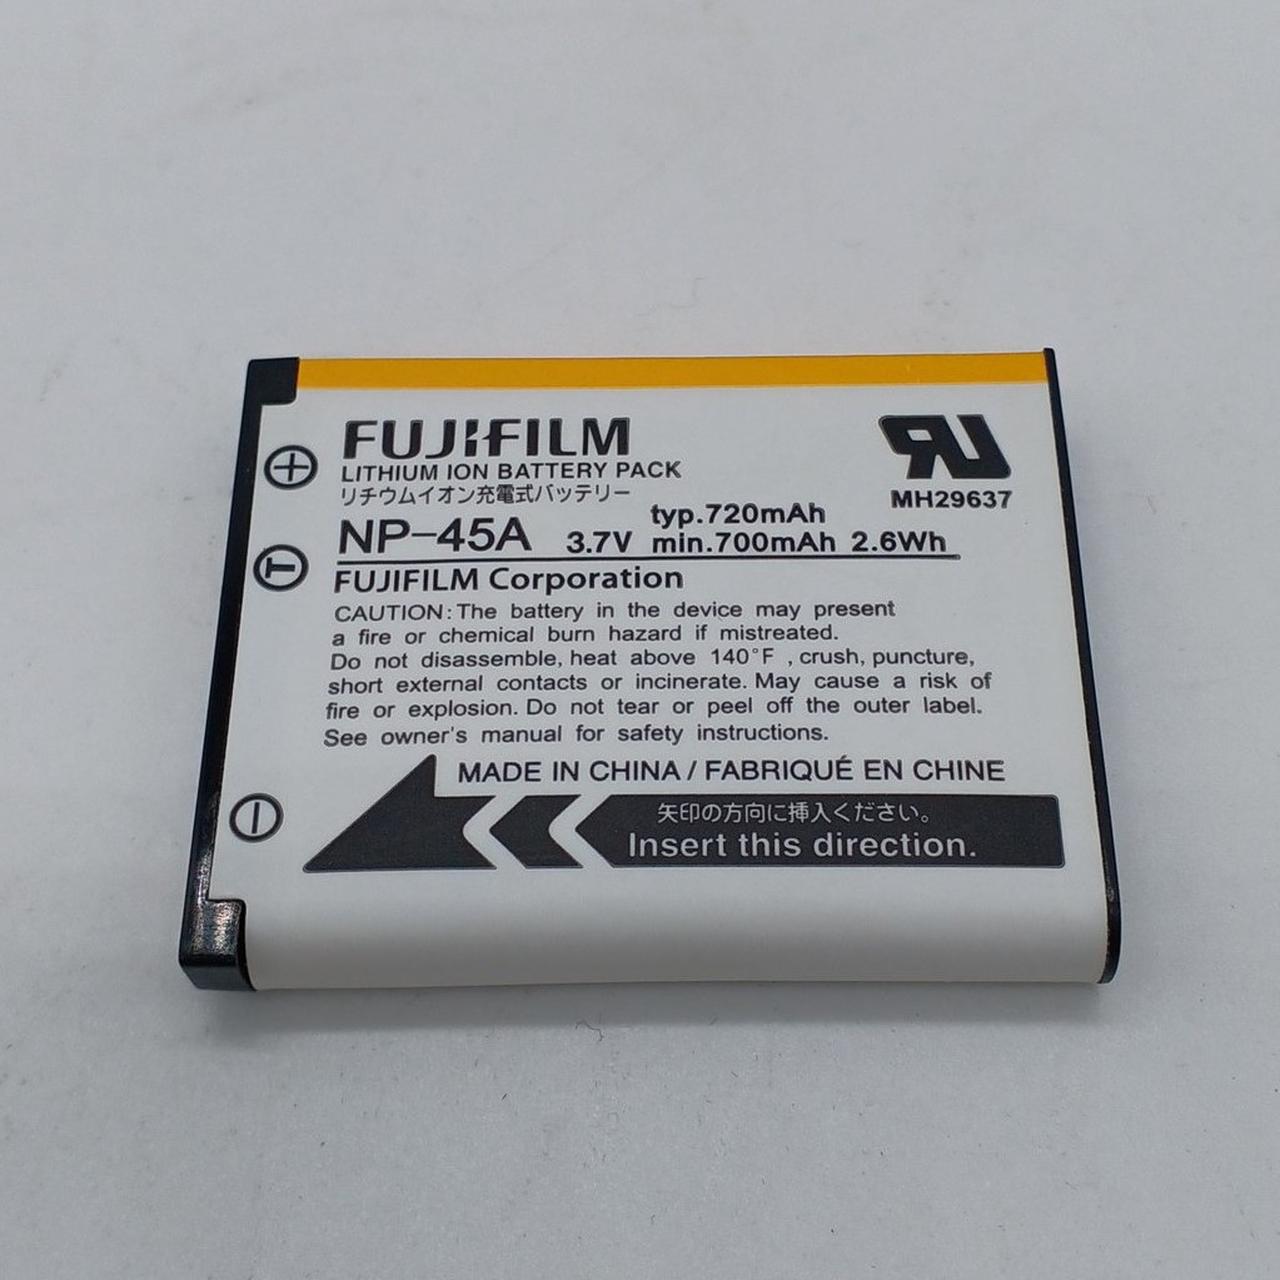 FUJIFILM
LITHIUM ION BATTERY PACK
リチウムイオン充電式バッテリー
NP-45A 3.7V typ.720mAh
min.700mAh 2.6Wh
MH29637
FUJIFILM Corporation
CAUTION: The battery in the device may present
a fire or chemical burn hazard if mistreated.
Do not disassemble, heat above 140°F , crush, puncture,
short external contacts or incinerate. May cause a risk of
fire or explosion. Do not tear or peel off the outer label.
See owner's manual for safety instructions.
MADE IN CHINA / FABRIQUÉ EN CHINE
矢印の方向に挿入ください。
Insert this direction.
+
T
−